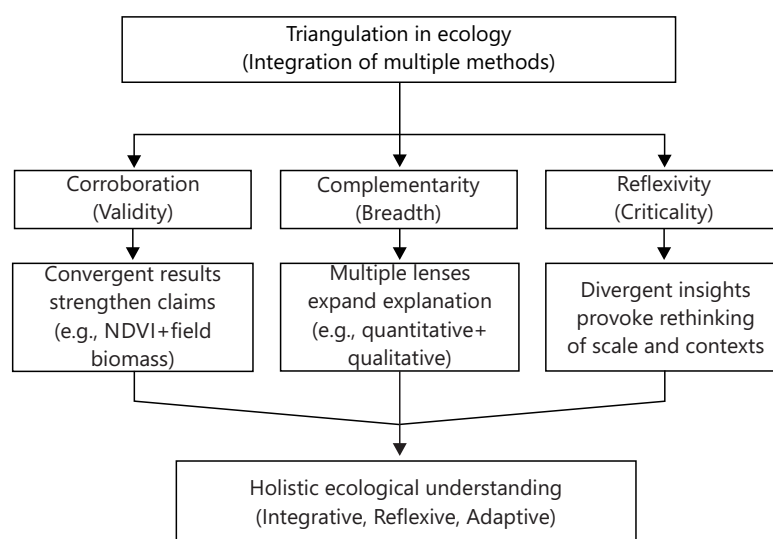 Triangulation in ecology
(Integration of multiple methods)
Corroboration
(Validity)
Complementarity
(Breadth)
Reflexivity
(Criticality)
Convergent results
strengthen claims
(e.g., NDVI+field
biomass)
Multiple lenses
expand explanation
(e.g., quantitative+
qualitative)
Divergent insights
provoke rethinking
of scale and contexts
Holistic ecological understanding
(Integrative, Reflexive, Adaptive)